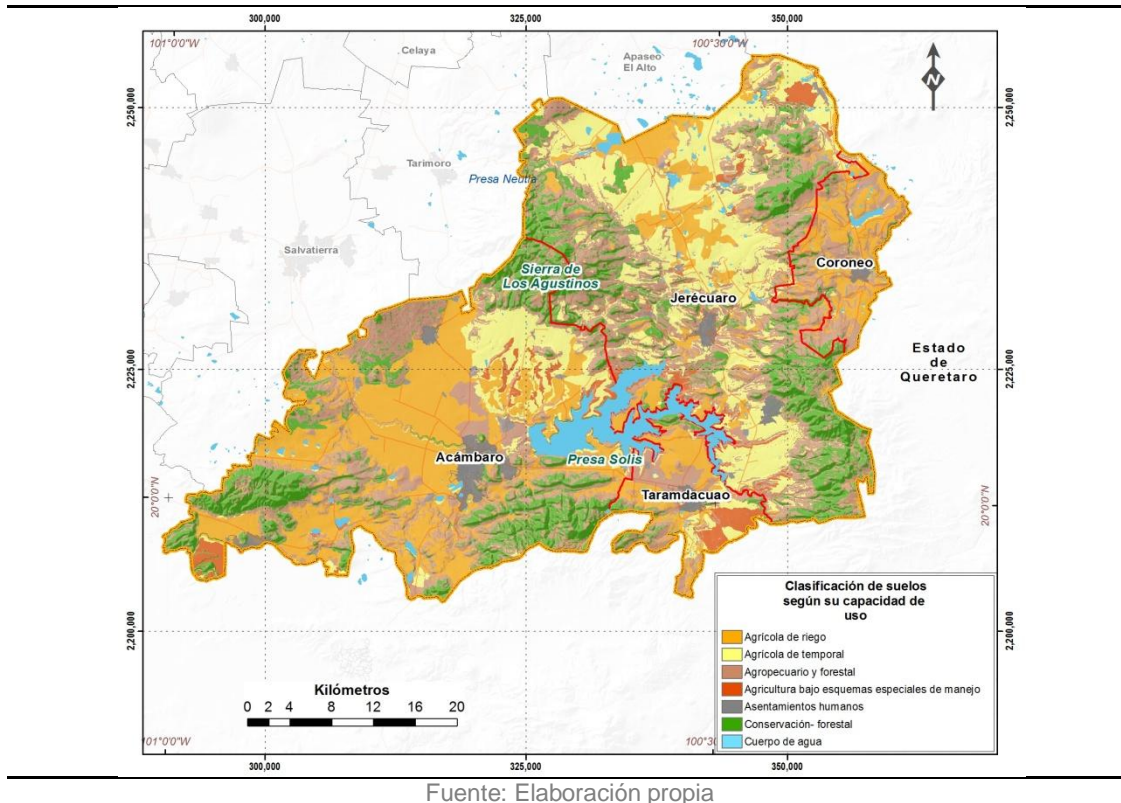 300,000
325,000
350,000
101°0'0"W
100°30'0"W
Celaya
Apaseo
El Alto
N
2,250,000
2,250,000
Tarimoro
Presa Neutla
Salvatierra
Sierra de
Los Agustinos
Coroneo
Jerécuaro
Estado
de
Queretaro
2,225,000
2,225,000
Acámbaro
Presa Solis
Taramdacuao
20°0'0"N
20°0'0"N
Clasificación de suelos
según su capacidad de
uso
Agrícola de riego
Agrícola de temporal
Agropecuario y forestal
Agricultura bajo esquemas especiales de manejo
Asentamientos humanos
Conservación- forestal
Cuerpo de agua
2,200,000
2,200,000
Kilómetros
0 2 4 8 12 16 20
101°0'0"W
100°30
300,000
325,000
350,000
Fuente: Elaboración propia